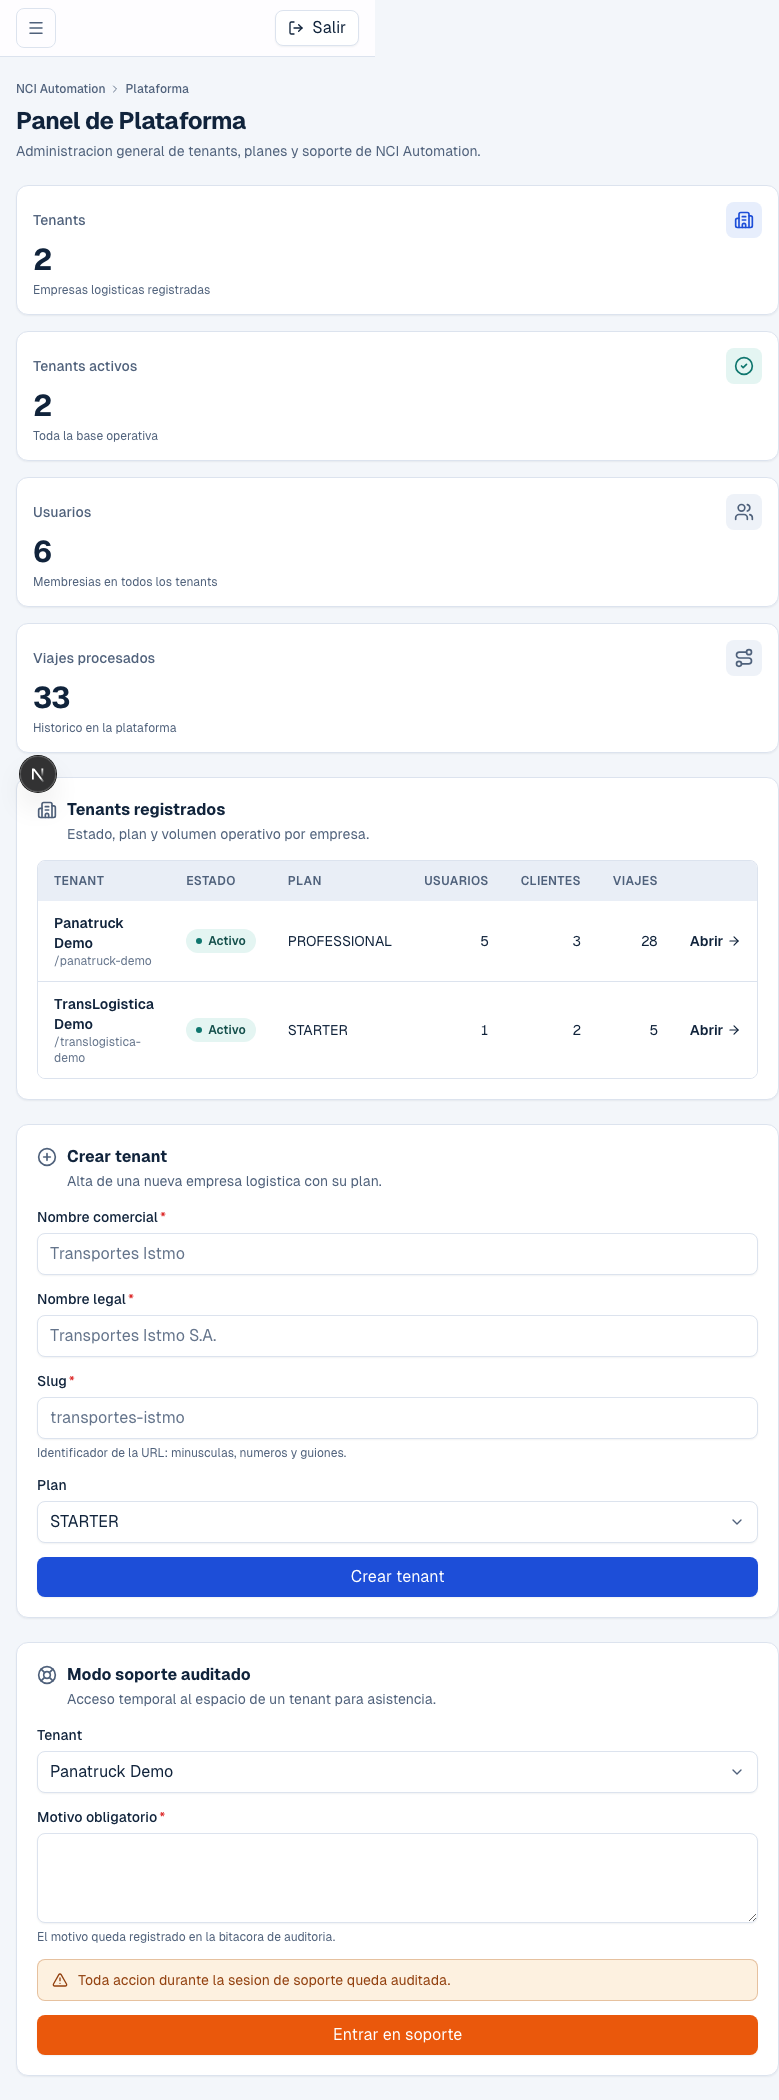 Salir
NCI Automation > Plataforma
Panel de Plataforma
Administracion general de tenants, planes y soporte de NCI Automation.
Tenants
2
Empresas logisticas registradas
Tenants activos
2
Toda la base operativa
Usuarios
6
Membresias en todos los tenants
Viajes procesados
33
Historico en la plataforma
N
Tenants registrados
Estado, plan y volumen operativo por empresa.
TENANT ESTADO PLAN USUARIOS CLIENTES VIAJES
Panatruck Demo
/panatruck-demo
Activo PROFESSIONAL 5 3 28 Abrir →
TransLogistica Demo
/translogistica-demo
Activo STARTER 1 2 5 Abrir →
Crear tenant
Alta de una nueva empresa logistica con su plan.
Nombre comercial *
Transportes Istmo
Nombre legal *
Transportes Istmo S.A.
Slug *
transportes-istmo
Identificador de la URL: minusculas, numeros y guiones.
Plan
STARTER
Crear tenant
Modo soporte auditado
Acceso temporal al espacio de un tenant para asistencia.
Tenant
Panatruck Demo
Motivo obligatorio *
El motivo queda registrado en la bitacora de auditoria.
Toda accion durante la sesion de soporte queda auditada.
Entrar en soporte